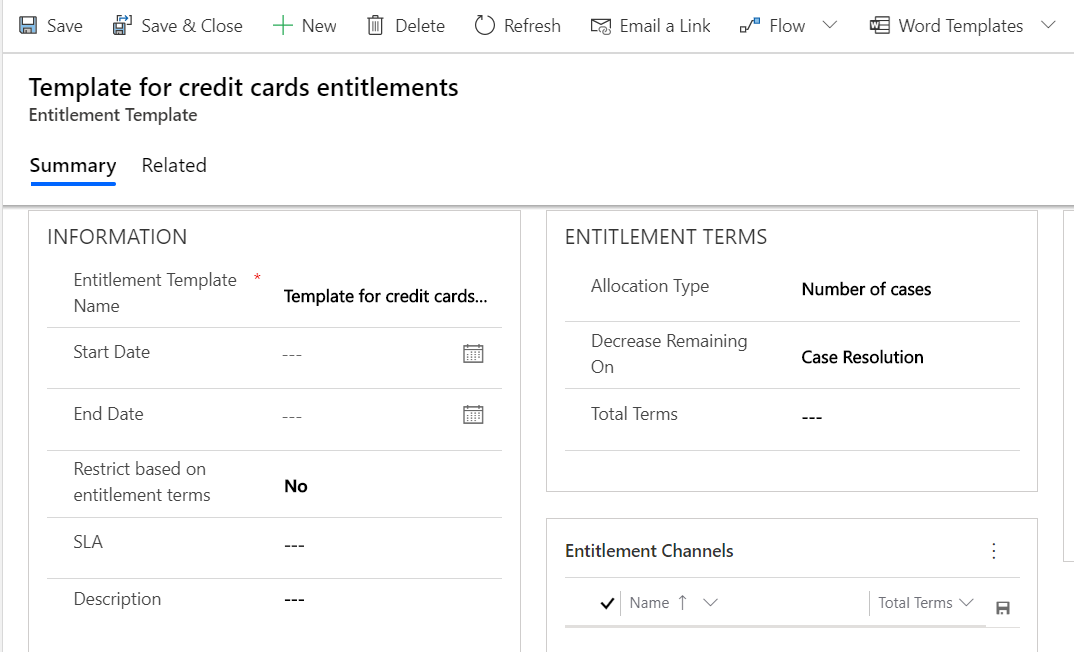 Save Save & Close New Delete Refresh Email a Link Flow Word Templates
Template for credit cards entitlements
Entitlement Template
Summary Related
INFORMATION
Entitlement Template Name * Template for credit cards...
Start Date ---
End Date ---
Restrict based on entitlement terms No
SLA ---
Description ---
ENTITLEMENT TERMS
Allocation Type Number of cases
Decrease Remaining On Case Resolution
Total Terms ---
Entitlement Channels
Name ↑ Total Terms